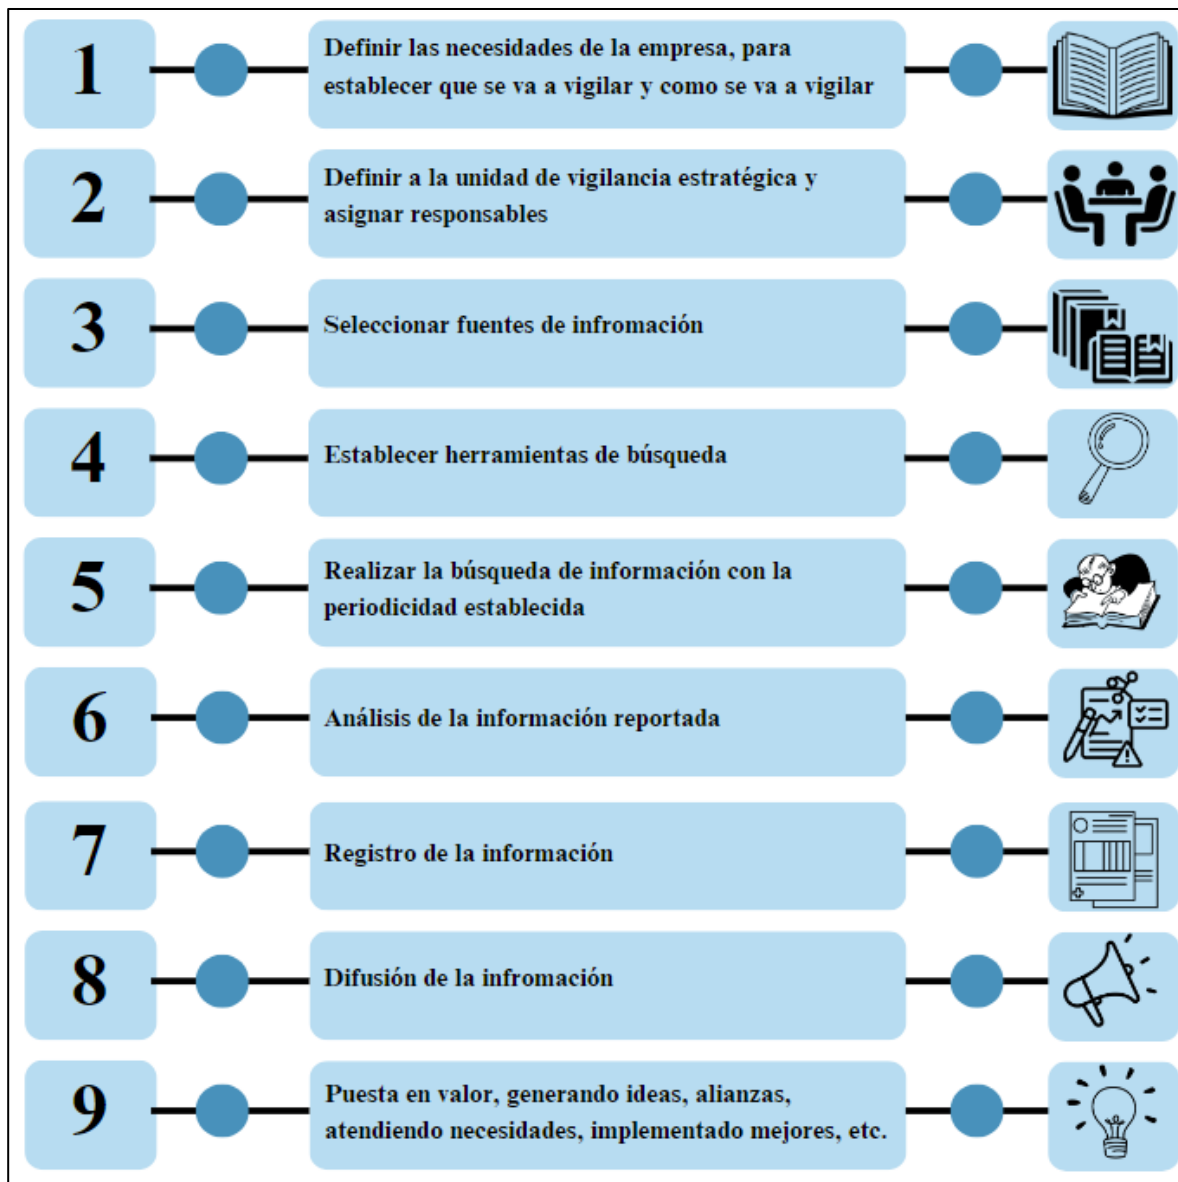 1
Definir las necesidades de la empresa, para
establecer que se va a vigilar y como se va a vigilar
2
Definir a la unidad de vigilancia estratégica y
asignar responsables
3
Seleccionar fuentes de infromación
4
Establecer herramientas de búsqueda
5
Realizar la búsqueda de información con la
periodicidad establecida
6
Análisis de la información reportada
7
Registro de la información
8
Difusión de la infromación
9
Puesta en valor, generando ideas, alianzas,
atendiendo necesidades, implementado mejores, etc.